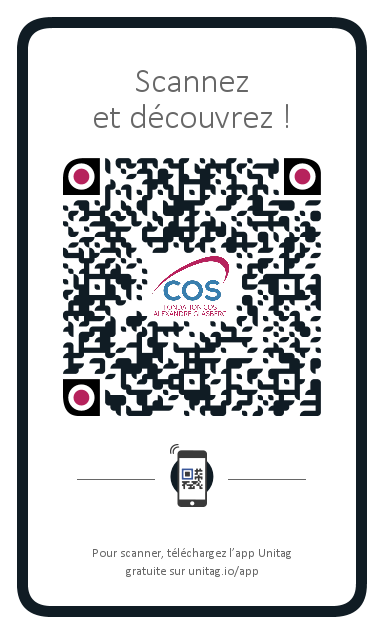 Scannez
et découvrez !
COS
FONDATION COS
ALEXANDRE GLASBERG
Pour scanner, téléchargez l'app Unitag
gratuite sur unitag.io/app